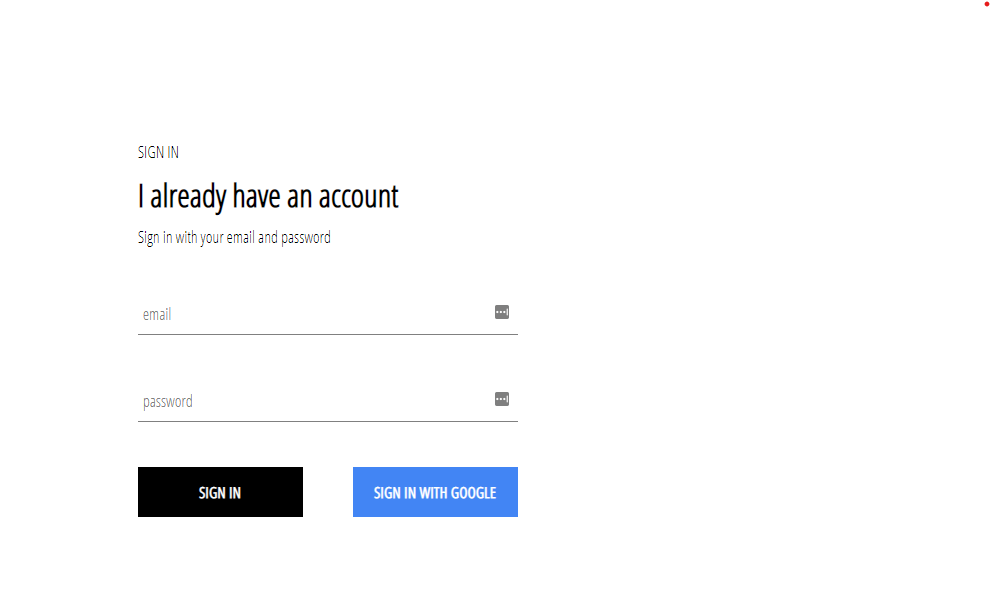 SIGN IN
I already have an account
Sign in with your email and password
email
password
SIGN IN
SIGN IN WITH GOOGLE